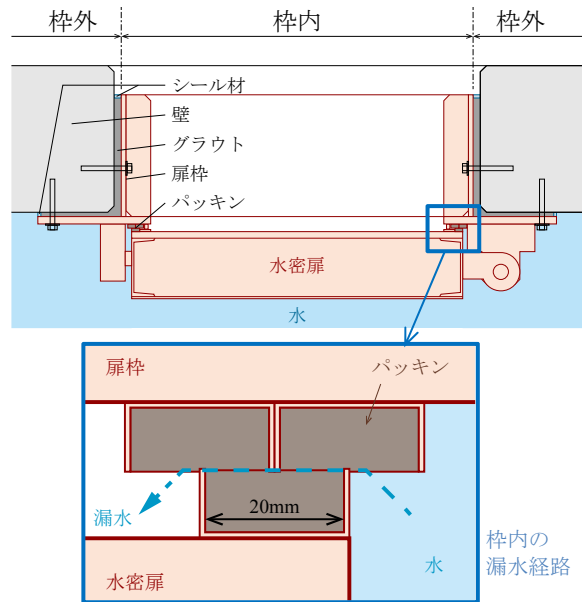 枠外
枠内
枠外
シール材
壁
グラウト
扉枠
パッキン
水密扉
水
扉枠
パッキン
漏水
20mm
枠内の
漏水経路
水
水密扉